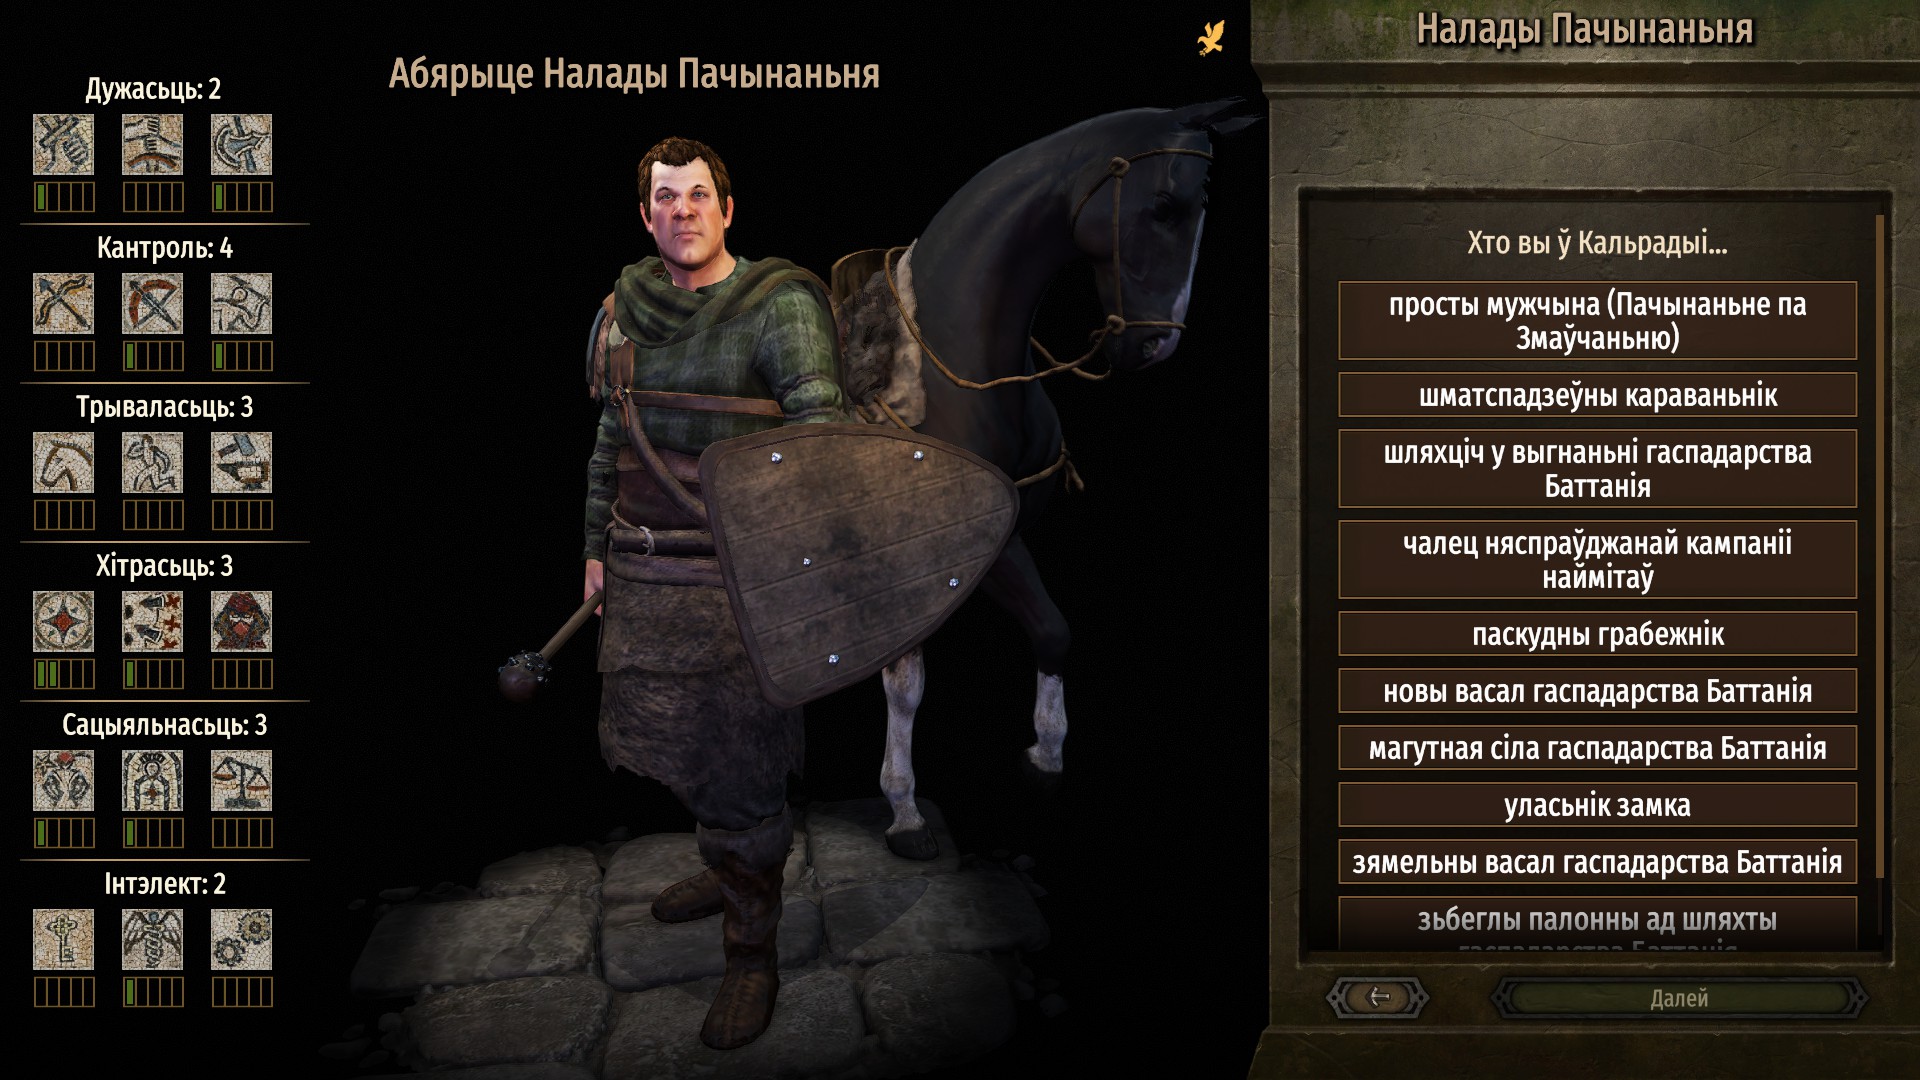 Абярыце Налады Пачынаньня
Дужасьць: 2
Кантроль: 4
Трываласьць: 3
Хітрасьць: 3
Сацыяльнасьць: 3
Інтэлект: 2
Налады Пачынаньня
Хто вы ў Кальрадыі...
просты мужчына (Пачынаньне па
Змаўчаньню)
шматспадзеўны караваньнік
шляхціч у выгнаньні гаспадарства
Баттанія
чалец няспраўджанай кампаніі
наймітаў
паскудны грабежнік
новы васал гаспадарства Баттанія
магутная сіла гаспадарства Баттанія
уласьнік замка
зямельны васал гаспадарства Баттанія
зьбеглы палонны ад шляхты
гаспадарства Баттанія
Далей